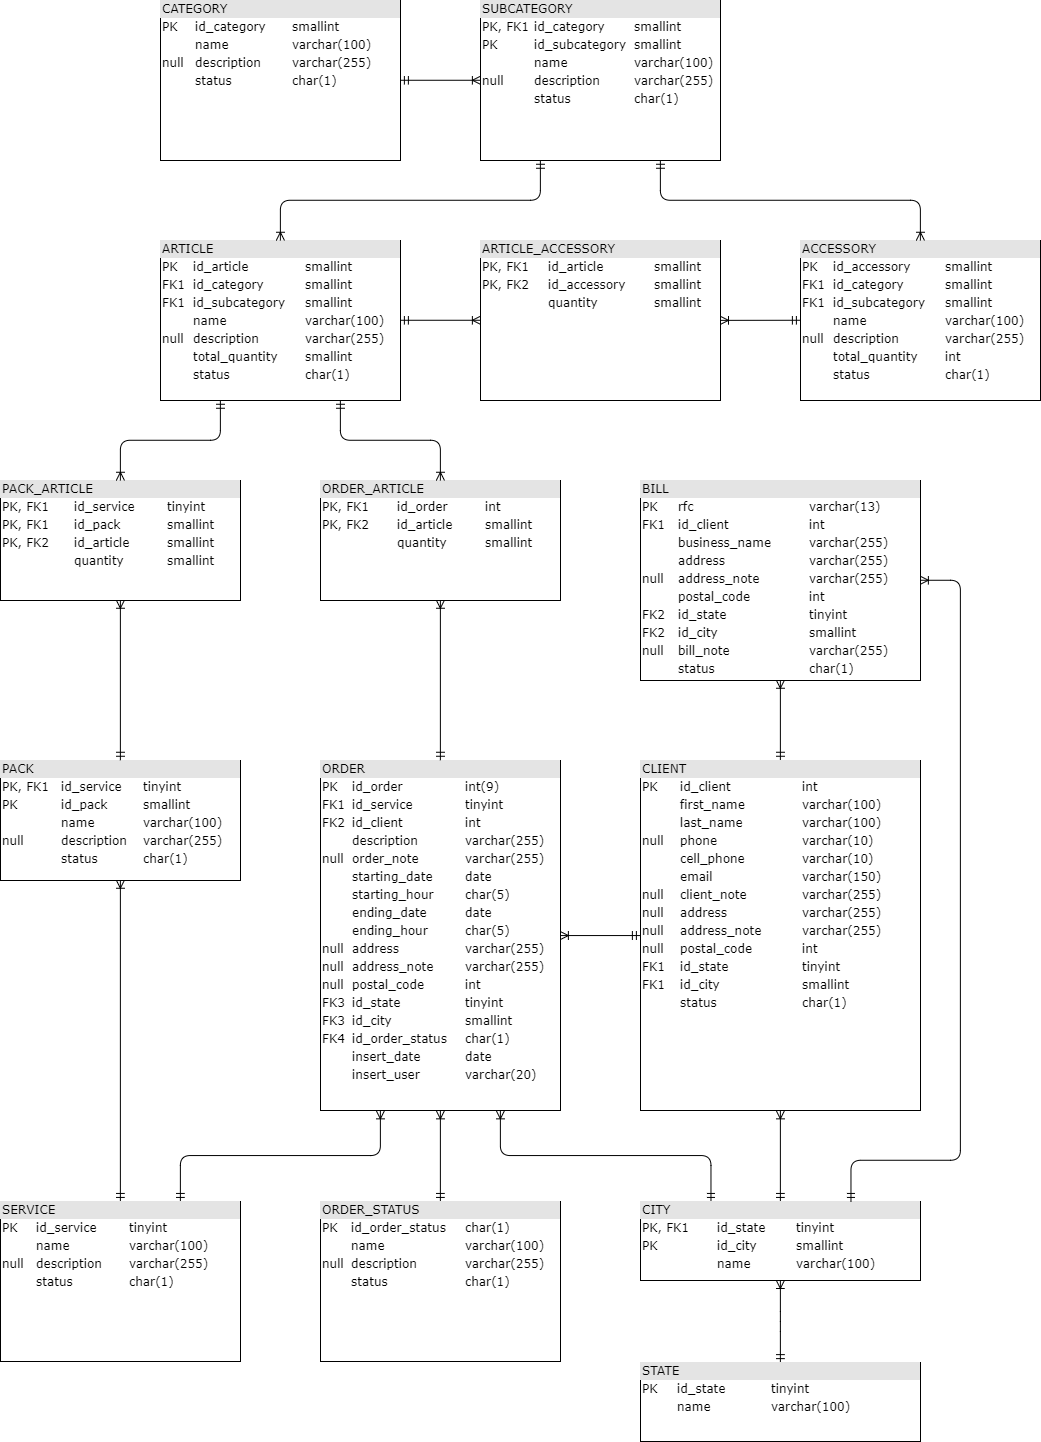 CATEGORY
PK id_category smallint
name varchar(100)
null description varchar(255)
status char(1)
SUBCATEGORY
PK, FK1 id_category smallint
PK id_subcategory smallint
name varchar(100)
null description varchar(255)
status char(1)
ARTICLE
PK id_article smallint
FK1 id_category smallint
FK1 id_subcategory smallint
name varchar(100)
null description varchar(255)
total_quantity smallint
status char(1)
ARTICLE_ACCESSORY
PK, FK1 id_article smallint
PK, FK2 id_accessory smallint
quantity smallint
ACCESSORY
PK id_accessory smallint
FK1 id_category smallint
FK1 id_subcategory smallint
name varchar(100)
null description varchar(255)
total_quantity int
status char(1)
PACK_ARTICLE
PK, FK1 id_service tinyint
PK, FK1 id_pack smallint
PK, FK2 id_article smallint
quantity smallint
ORDER_ARTICLE
PK, FK1 id_order int
PK, FK2 id_article smallint
quantity smallint
BILL
PK rfc varchar(13)
FK1 id_client int
business_name varchar(255)
address varchar(255)
null address_note varchar(255)
postal_code int
FK2 id_state tinyint
FK2 id_city smallint
null bill_note varchar(255)
status char(1)
PACK
PK, FK1 id_service tinyint
PK id_pack smallint
name varchar(100)
null description varchar(255)
status char(1)
ORDER
PK id_order int(9)
FK1 id_service tinyint
FK2 id_client int
description varchar(255)
null order_note varchar(255)
starting_date date
starting_hour char(5)
ending_date date
ending_hour char(5)
null address varchar(255)
null address_note varchar(255)
null postal_code int
FK3 id_state tinyint
FK3 id_city smallint
FK4 id_order_status char(1)
insert_date date
insert_user varchar(20)
CLIENT
PK id_client int
first_name varchar(100)
last_name varchar(100)
null phone varchar(10)
cell_phone varchar(10)
email varchar(150)
null client_note varchar(255)
null address varchar(255)
null address_note varchar(255)
null postal_code int
FK1 id_state tinyint
FK1 id_city smallint
status char(1)
SERVICE
PK id_service tinyint
name varchar(100)
null description varchar(255)
status char(1)
ORDER_STATUS
PK id_order_status char(1)
name varchar(100)
null description varchar(255)
status char(1)
CITY
PK, FK1 id_state tinyint
PK id_city smallint
name varchar(100)
STATE
PK id_state tinyint
name varchar(100)